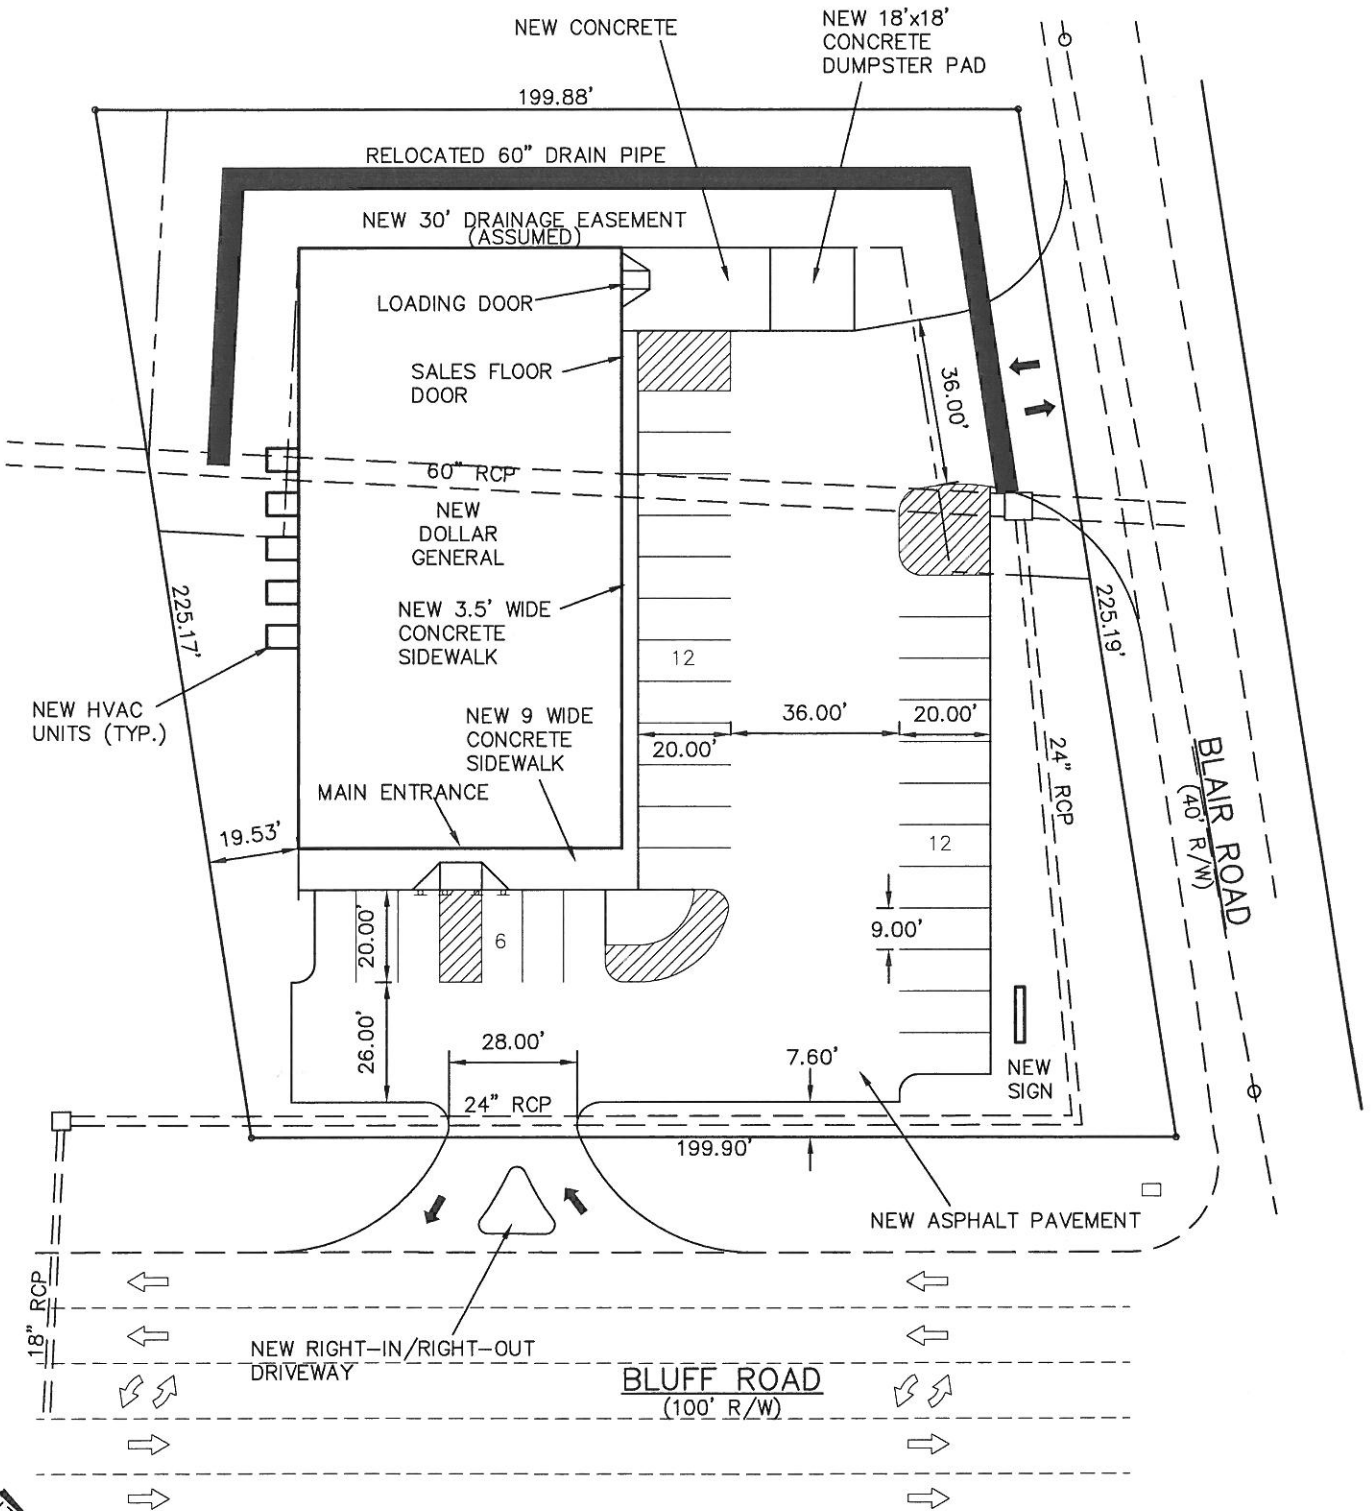 NEW CONCRETE
NEW 18'x18'
CONCRETE
DUMPSTER PAD
199.88'
RELOCATED 60" DRAIN PIPE
NEW 30' DRAINAGE EASEMENT
(ASSUMED)
LOADING DOOR
SALES FLOOR
DOOR
36.00'
60" RCP
NEW
DOLLAR
GENERAL
225.17'
NEW 3.5' WIDE
CONCRETE
SIDEWALK
225.19'
12
NEW HVAC
UNITS (TYP.)
NEW 9 WIDE
CONCRETE
SIDEWALK
36.00'
20.00'
20.00'
24" RCP
BLAIR ROAD
(40' R/W)
MAIN ENTRANCE
19.53'
12
20.00'
6
9.00'
26.00'
28.00'
7.60'
NEW
SIGN
24" RCP
199.90'
NEW ASPHALT PAVEMENT
18" RCP
NEW RIGHT-IN/RIGHT-OUT
DRIVEWAY
BLUFF ROAD
(100' R/W)